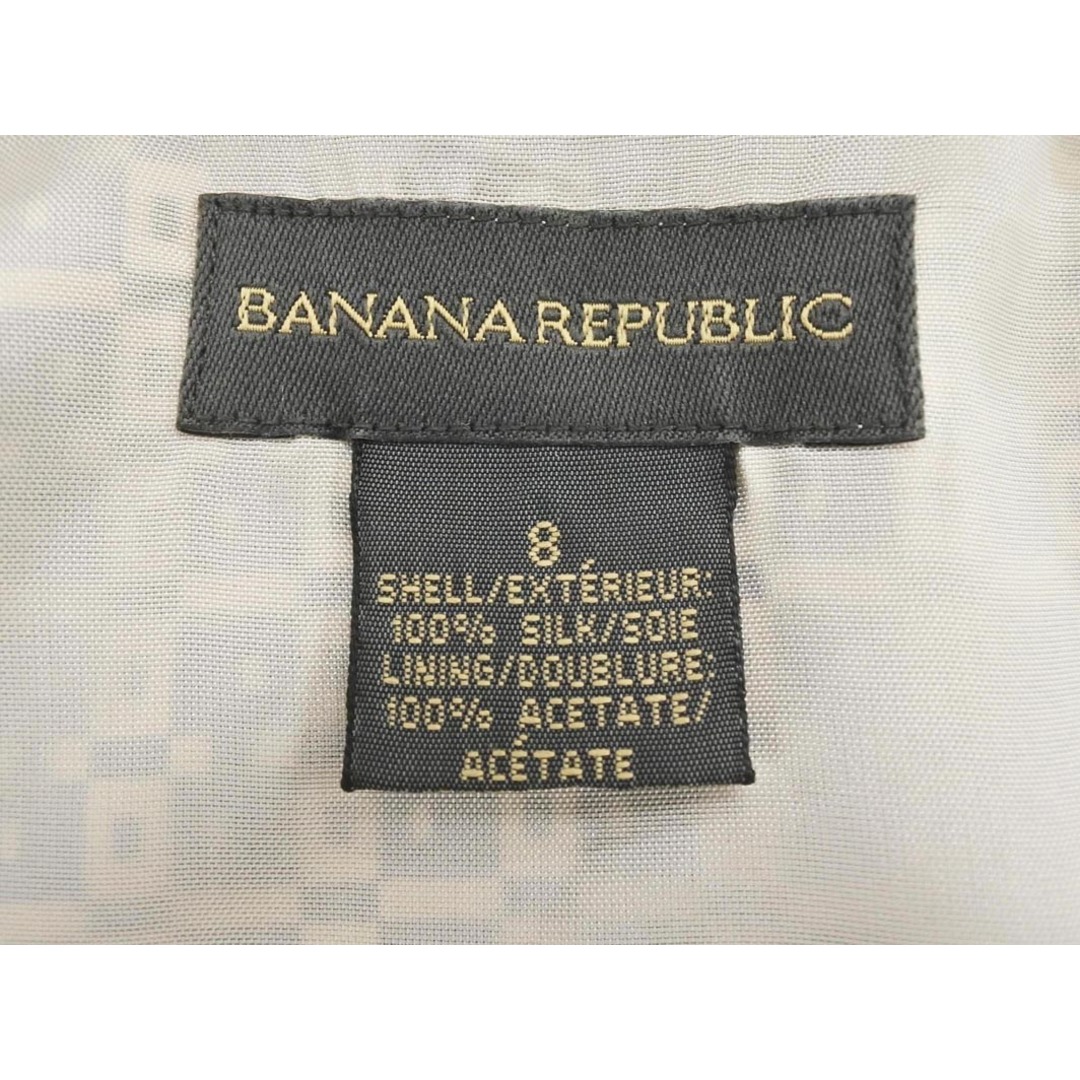 BANANA REPUBLIC
8
SHELL/EXTÉRIEUR:
100% SILK/SOIE
LINING/DOUBLURE:
100% ACETATE/
ACÉTATE